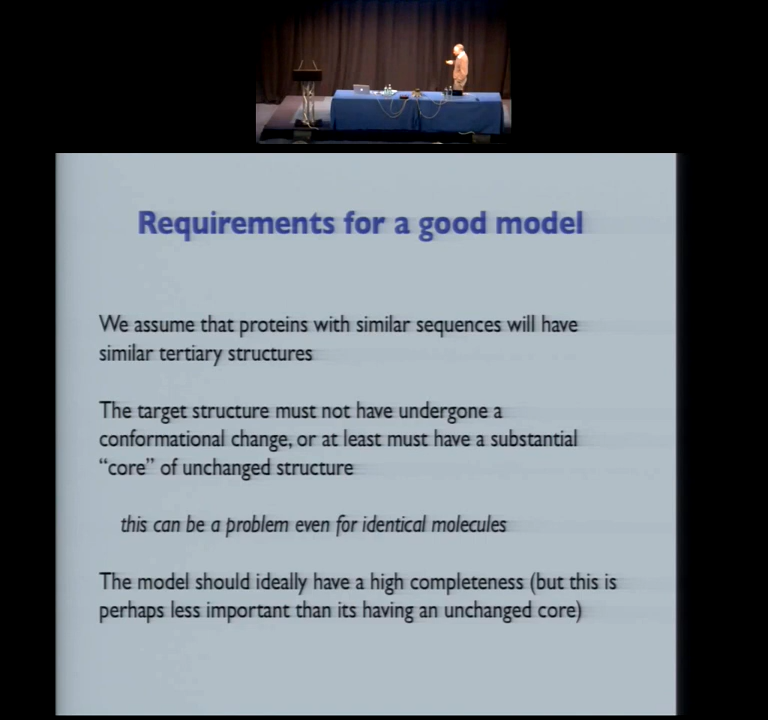 Requirements for a good model
We assume that proteins with similar sequences will have
similar tertiary structures
The target structure must not have undergone a
conformational change, or at least must have a substantial
“core” of unchanged structure
this can be a problem even for identical molecules
The model should ideally have a high completeness (but this is
perhaps less important than its having an unchanged core)